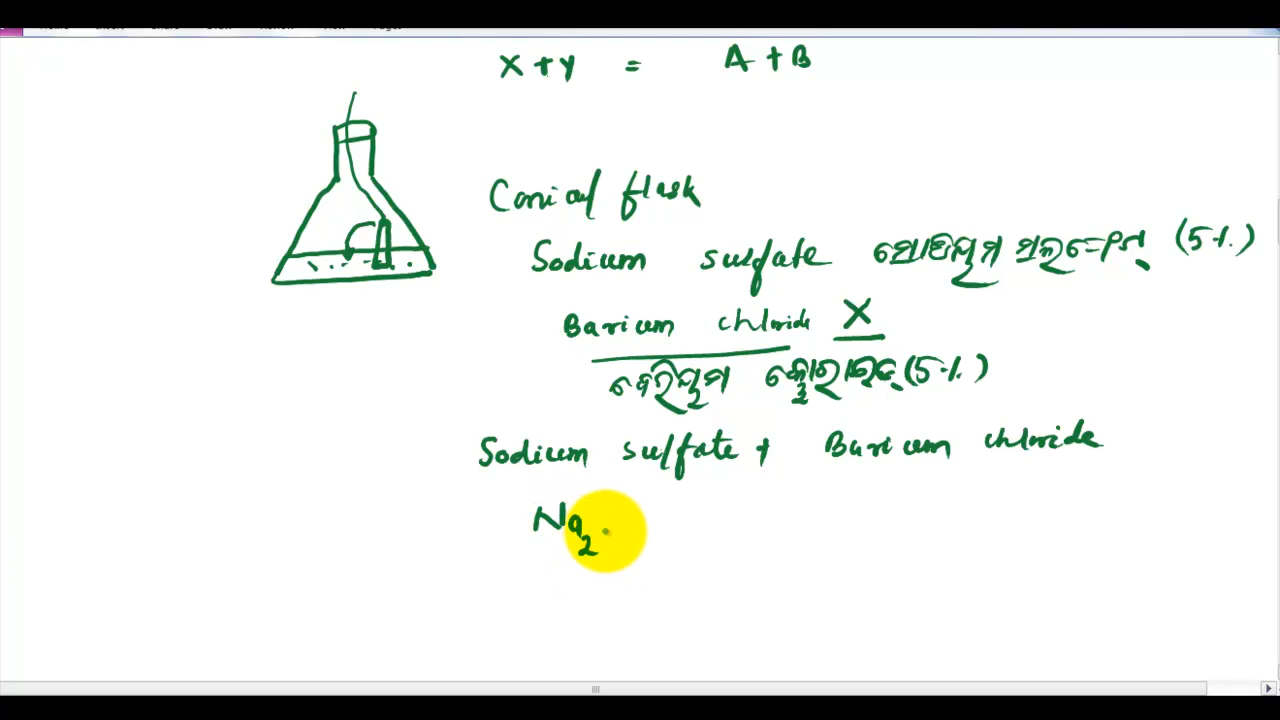 X + Y = A + B
Conical flask
Sodium sulfate ସୋଡିୟମ ସଲଫେଟ୍ (5%)
Barium chloride X
ବେରିୟମ କ୍ଲୋରାଇଡ୍ (5%)
Sodium sulfate + Barium chloride
Na2